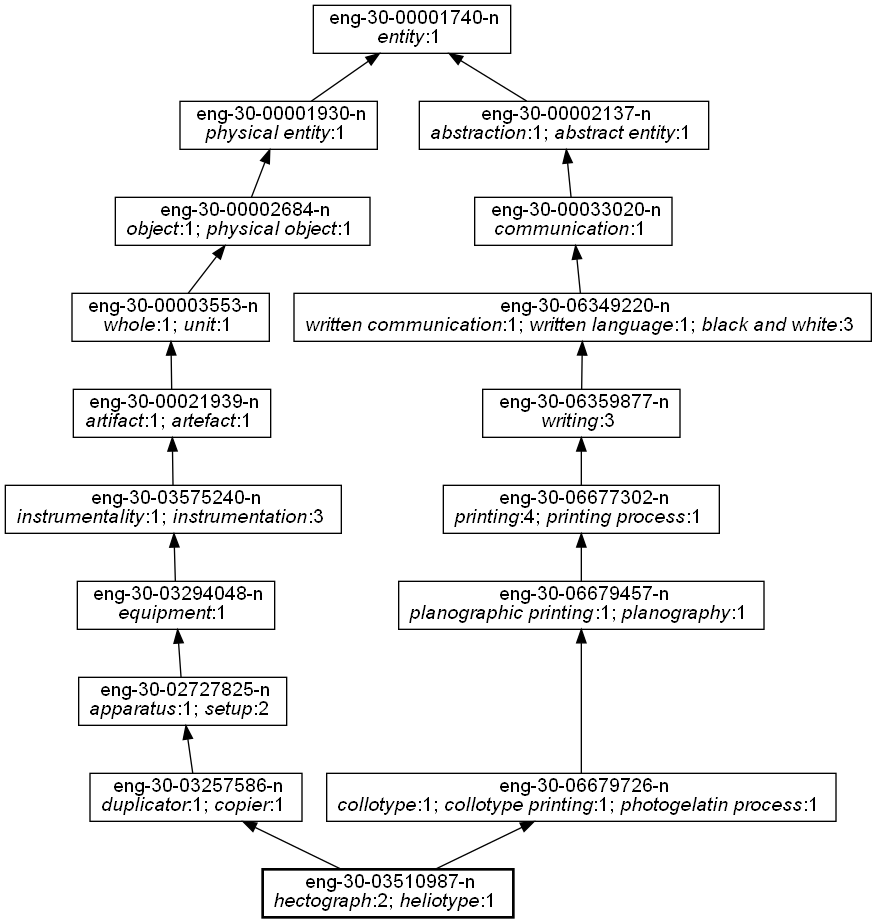 eng-30-00001740-n
entity:1
eng-30-00001930-n
physical entity:1
eng-30-00002137-n
abstraction:1; abstract entity:1
eng-30-00002684-n
object:1; physical object:1
eng-30-00033020-n
communication:1
eng-30-00003553-n
whole:1; unit:1
eng-30-06349220-n
written communication:1; written language:1; black and white:3
eng-30-00021939-n
artifact:1; artefact:1
eng-30-06359877-n
writing:3
eng-30-03575240-n
instrumentality:1; instrumentation:3
eng-30-06677302-n
printing:4; printing process:1
eng-30-03294048-n
equipment:1
eng-30-06679457-n
planographic printing:1; planography:1
eng-30-02727825-n
apparatus:1; setup:2
eng-30-03257586-n
duplicator:1; copier:1
eng-30-06679726-n
collotype:1; collotype printing:1; photogelatin process:1
eng-30-03510987-n
hectograph:2; heliotype:1